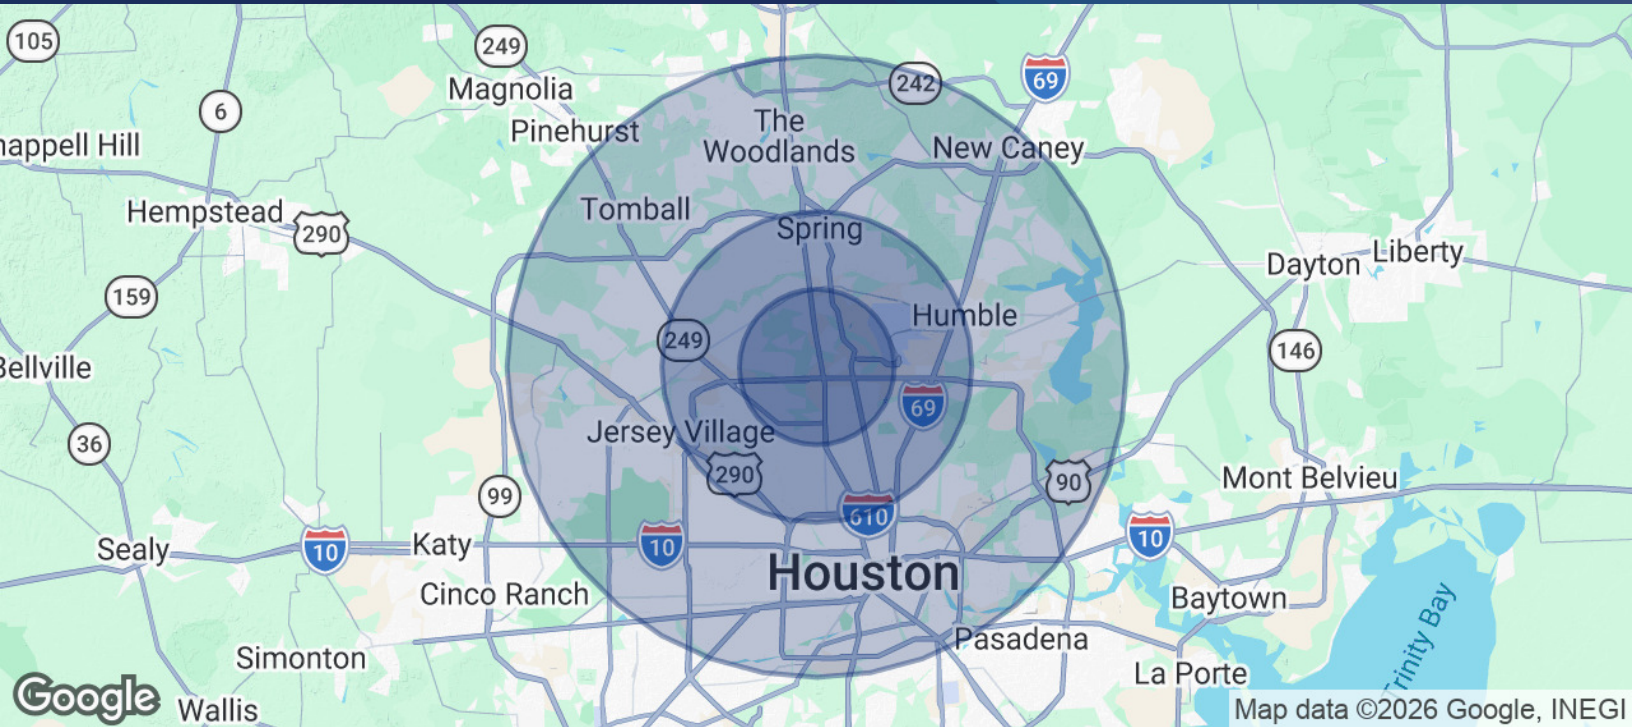 105
249
242
69
Magnolia
6
The
Woodlands
Pinehurst
New Caney
happell Hill
Hempstead
290
Tomball
Spring
Dayton
Liberty
159
Humble
249
146
Bellville
69
36
Jersey Village
290
90
Mont Belvieu
99
610
10
Katy
10
10
Sealy
Houston
Cinco Ranch
Baytown
Trinity Bay
Pasadena
Simonton
La Porte
Google
Wallis
Map data ©2026 Google, INEGI